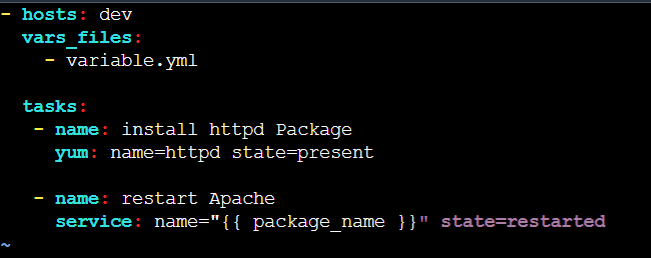 - hosts: dev
  vars_files:
    - variable.yml

  tasks:
   - name: install httpd Package
     yum: name=httpd state=present

   - name: restart Apache
     service: name="{{ package_name }}" state=restarted
~